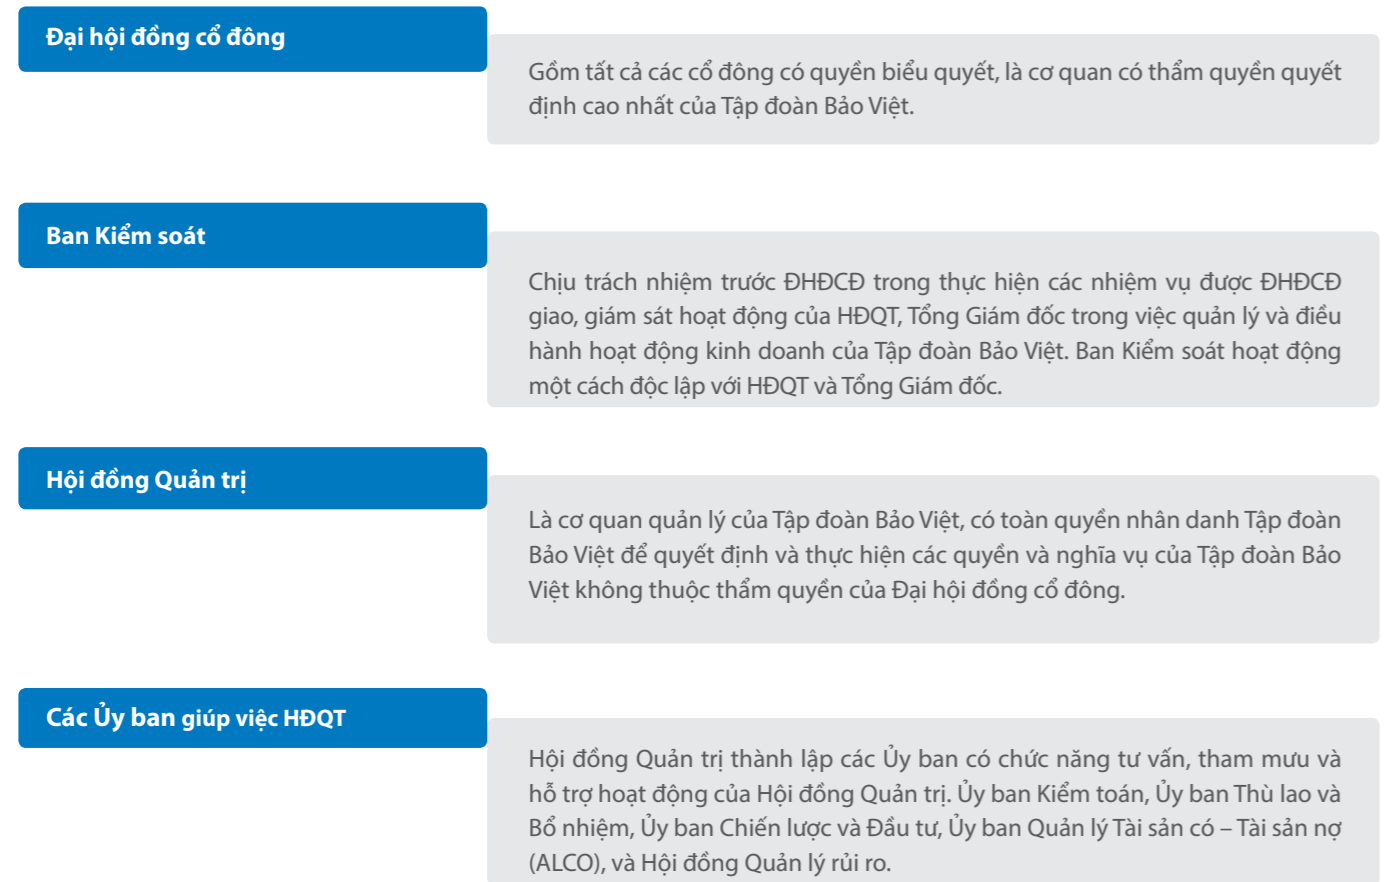 Đại hội đồng cổ đông
Gồm tất cả các cổ đông có quyền biểu quyết, là cơ quan có thẩm quyền quyết
định cao nhất của Tập đoàn Bảo Việt.
Ban Kiểm soát
Chịu trách nhiệm trước ĐHĐCĐ trong thực hiện các nhiệm vụ được ĐHĐCĐ
giao, giám sát hoạt động của HĐQT, Tổng Giám đốc trong việc quản lý và điều
hành hoạt động kinh doanh của Tập đoàn Bảo Việt. Ban Kiểm soát hoạt động
một cách độc lập với HĐQT và Tổng Giám đốc.
Hội đồng Quản trị
Là cơ quan quản lý của Tập đoàn Bảo Việt, có toàn quyền nhân danh Tập đoàn
Bảo Việt để quyết định và thực hiện các quyền và nghĩa vụ của Tập đoàn Bảo
Việt không thuộc thẩm quyền của Đại hội đồng cổ đông.
Các Ủy ban giúp việc HĐQT
Hội đồng Quản trị thành lập các Ủy ban có chức năng tư vấn, tham mưu và
hỗ trợ hoạt động của Hội đồng Quản trị. Ủy ban Kiểm toán, Ủy ban Thù lao và
Bổ nhiệm, Ủy ban Chiến lược và Đầu tư, Ủy ban Quản lý Tài sản có – Tài sản nợ
(ALCO), và Hội đồng Quản lý rủi ro.